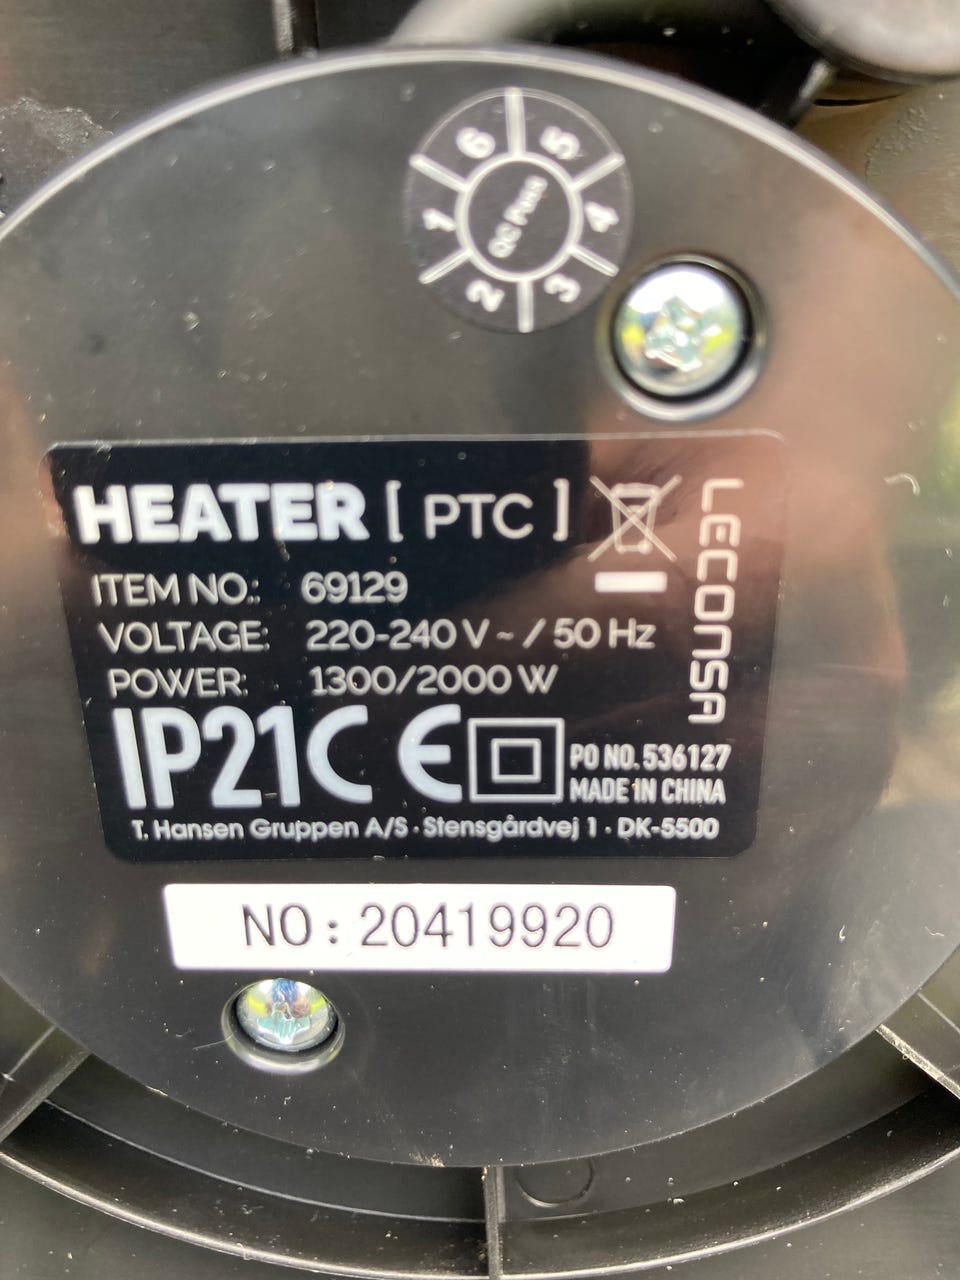 6 5
1 QC Pass 4
2 3
HEATER [ PTC ]
ITEM NO.: 69129
VOLTAGE: 220-240 V ~ / 50 Hz
POWER: 1300/2000 W
IP21 CE
PO NO. 536127
MADE IN CHINA
T. Hansen Gruppen A/S · Stensgårdvej 1 · DK-5500
LECONSA
NO: 20419920